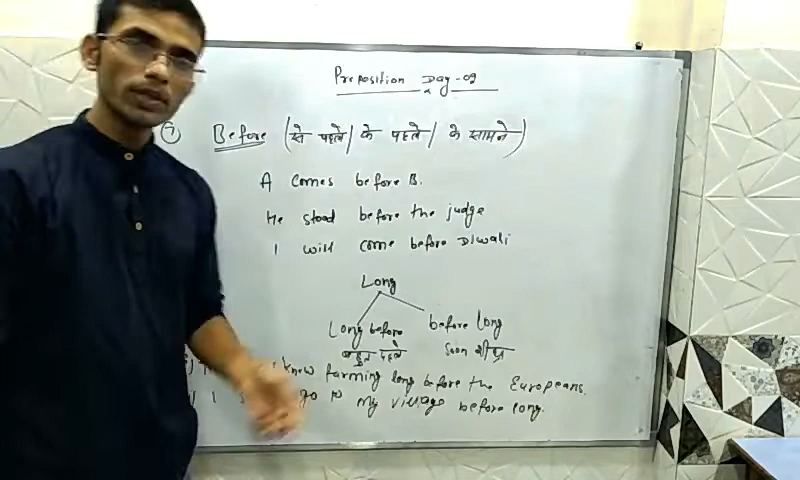 Preposition Day-09
7 Before (से पहले / के पहले / के सामने)
A comes before B.
He stood before the judge
I will come before Diwali
Long
Long before before long
बहुत पहले Soon शीघ्र
know farming long before the Europeans.
go to my village before long.